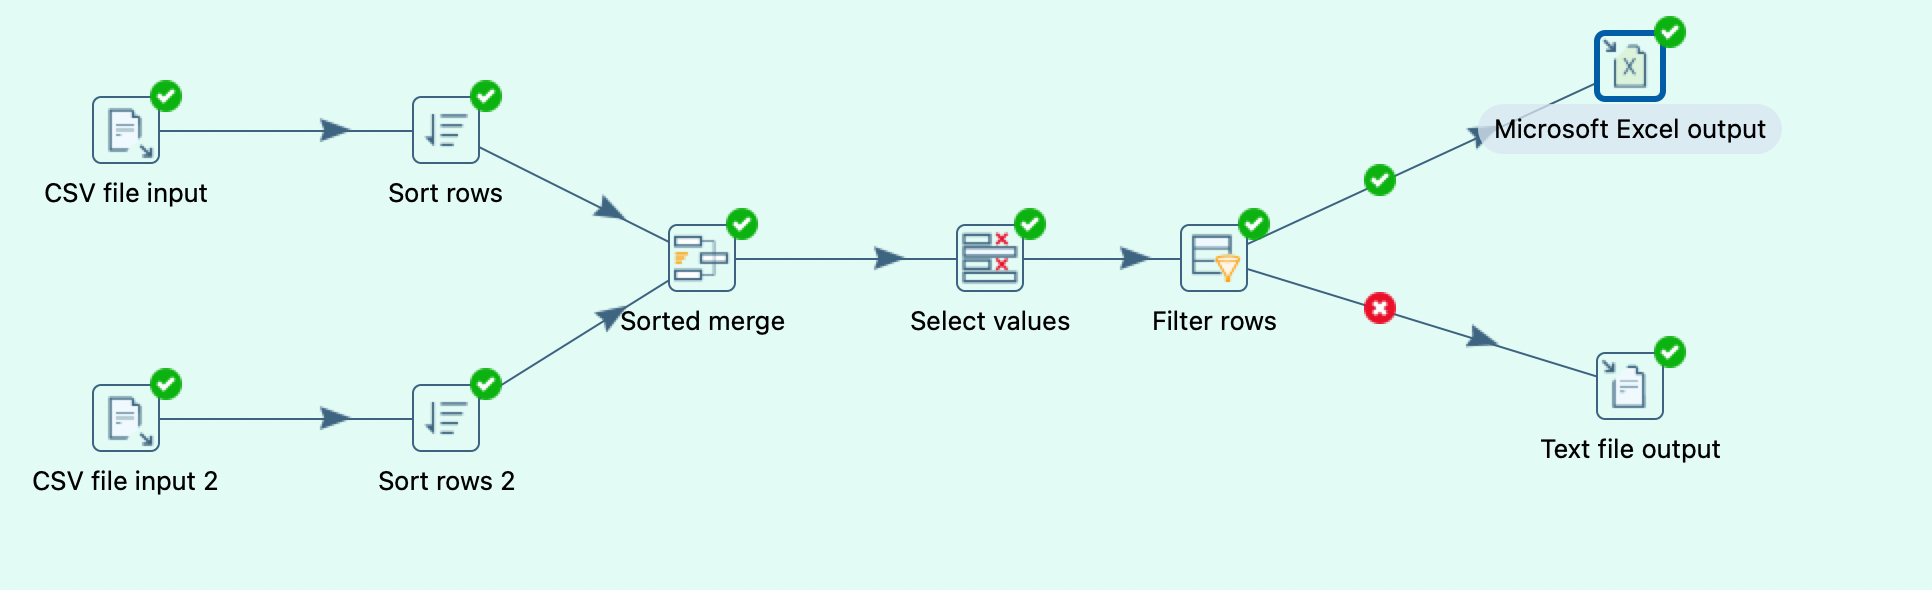 Microsoft Excel output
CSV file input
Sort rows
Sorted merge
Select values
Filter rows
CSV file input 2
Sort rows 2
Text file output